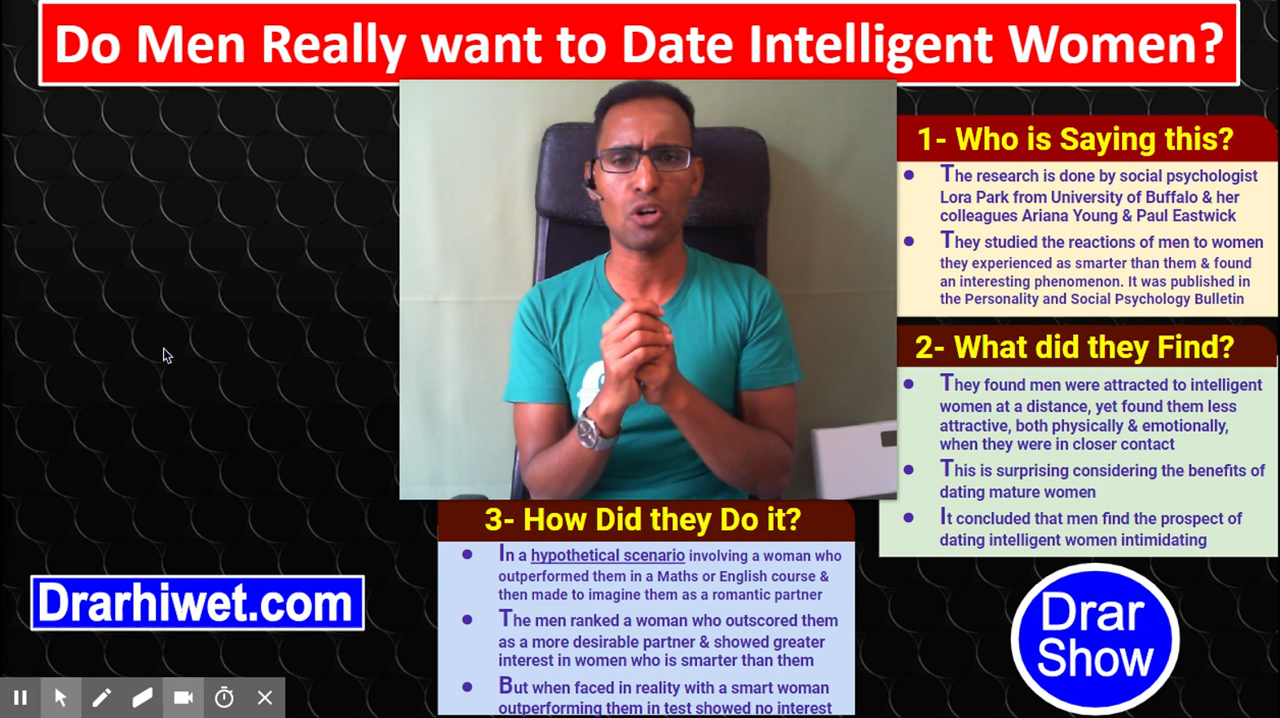 Do Men Really want to Date Intelligent Women?
1- Who is Saying this?
The research is done by social psychologist
Lora Park from University of Buffalo & her
colleagues Ariana Young & Paul Eastwick
They studied the reactions of men to women
they experienced as smarter than them & found
an interesting phenomenon. It was published in
the Personality and Social Psychology Bulletin
2- What did they Find?
They found men were attracted to intelligent
women at a distance, yet found them less
attractive, both physically & emotionally,
when they were in closer contact
This is surprising considering the benefits of
dating mature women
It concluded that men find the prospect of
dating intelligent women intimidating
3- How Did they Do it?
In a hypothetical scenario involving a woman who
outperformed them in a Maths or English course &
then made to imagine them as a romantic partner
The men ranked a woman who outscored them
as a more desirable partner & showed greater
interest in women who is smarter than them
But when faced in reality with a smart woman
outperforming them in test showed no interest
Drarhiwet.com
Drar
Show